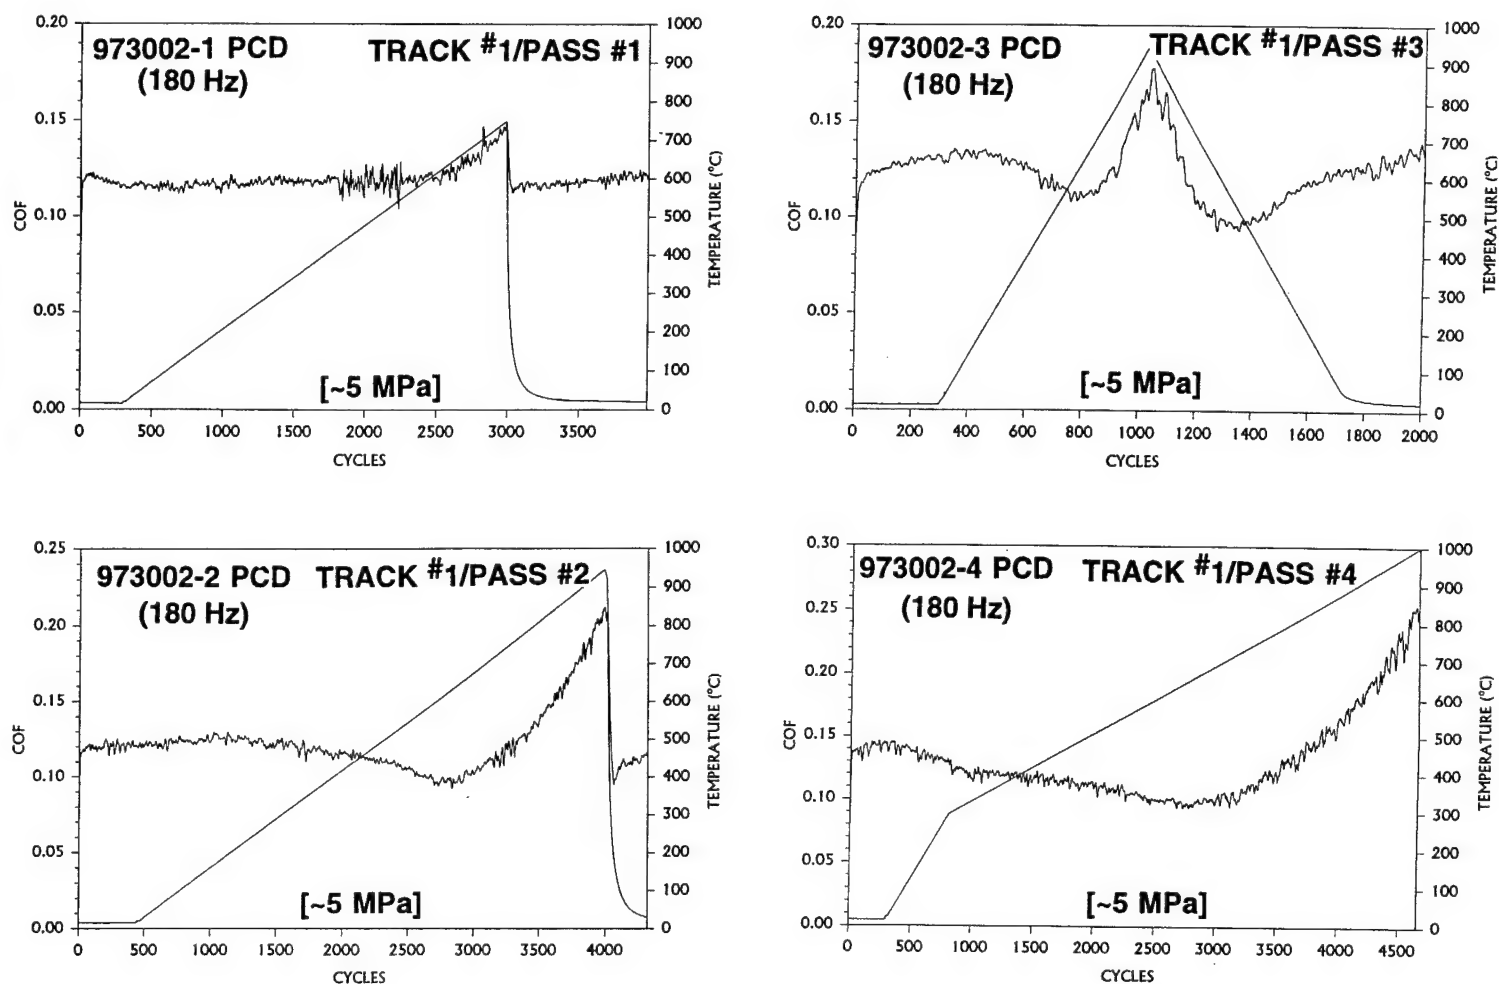 973002-1 PCD TRACK #1/PASS #1
(180 Hz)
[~5 MPa]
COF
0.20
0.15
0.10
0.05
0.00
TEMPERATURE (°C)
1000
900
800
700
600
500
400
300
200
100
0
0 500 1000 1500 2000 2500 3000 3500
CYCLES
973002-3 PCD TRACK #1/PASS #3
(180 Hz)
[~5 MPa]
COF
0.20
0.15
0.10
0.05
0.00
TEMPERATURE (°C)
1000
900
800
700
600
500
400
300
200
100
0
0 200 400 600 800 1000 1200 1400 1600 1800 2000
CYCLES
973002-2 PCD TRACK #1/PASS #2
(180 Hz)
[~5 MPa]
COF
0.25
0.20
0.15
0.10
0.05
0.00
TEMPERATURE (°C)
1000
900
800
700
600
500
400
300
200
100
0
0 500 1000 1500 2000 2500 3000 3500 4000
CYCLES
973002-4 PCD TRACK #1/PASS #4
(180 Hz)
[~5 MPa]
COF
0.30
0.25
0.20
0.15
0.10
0.05
0.00
TEMPERATURE (°C)
1000
900
800
700
600
500
400
300
200
100
0
0 500 1000 1500 2000 2500 3000 3500 4000 4500
CYCLES